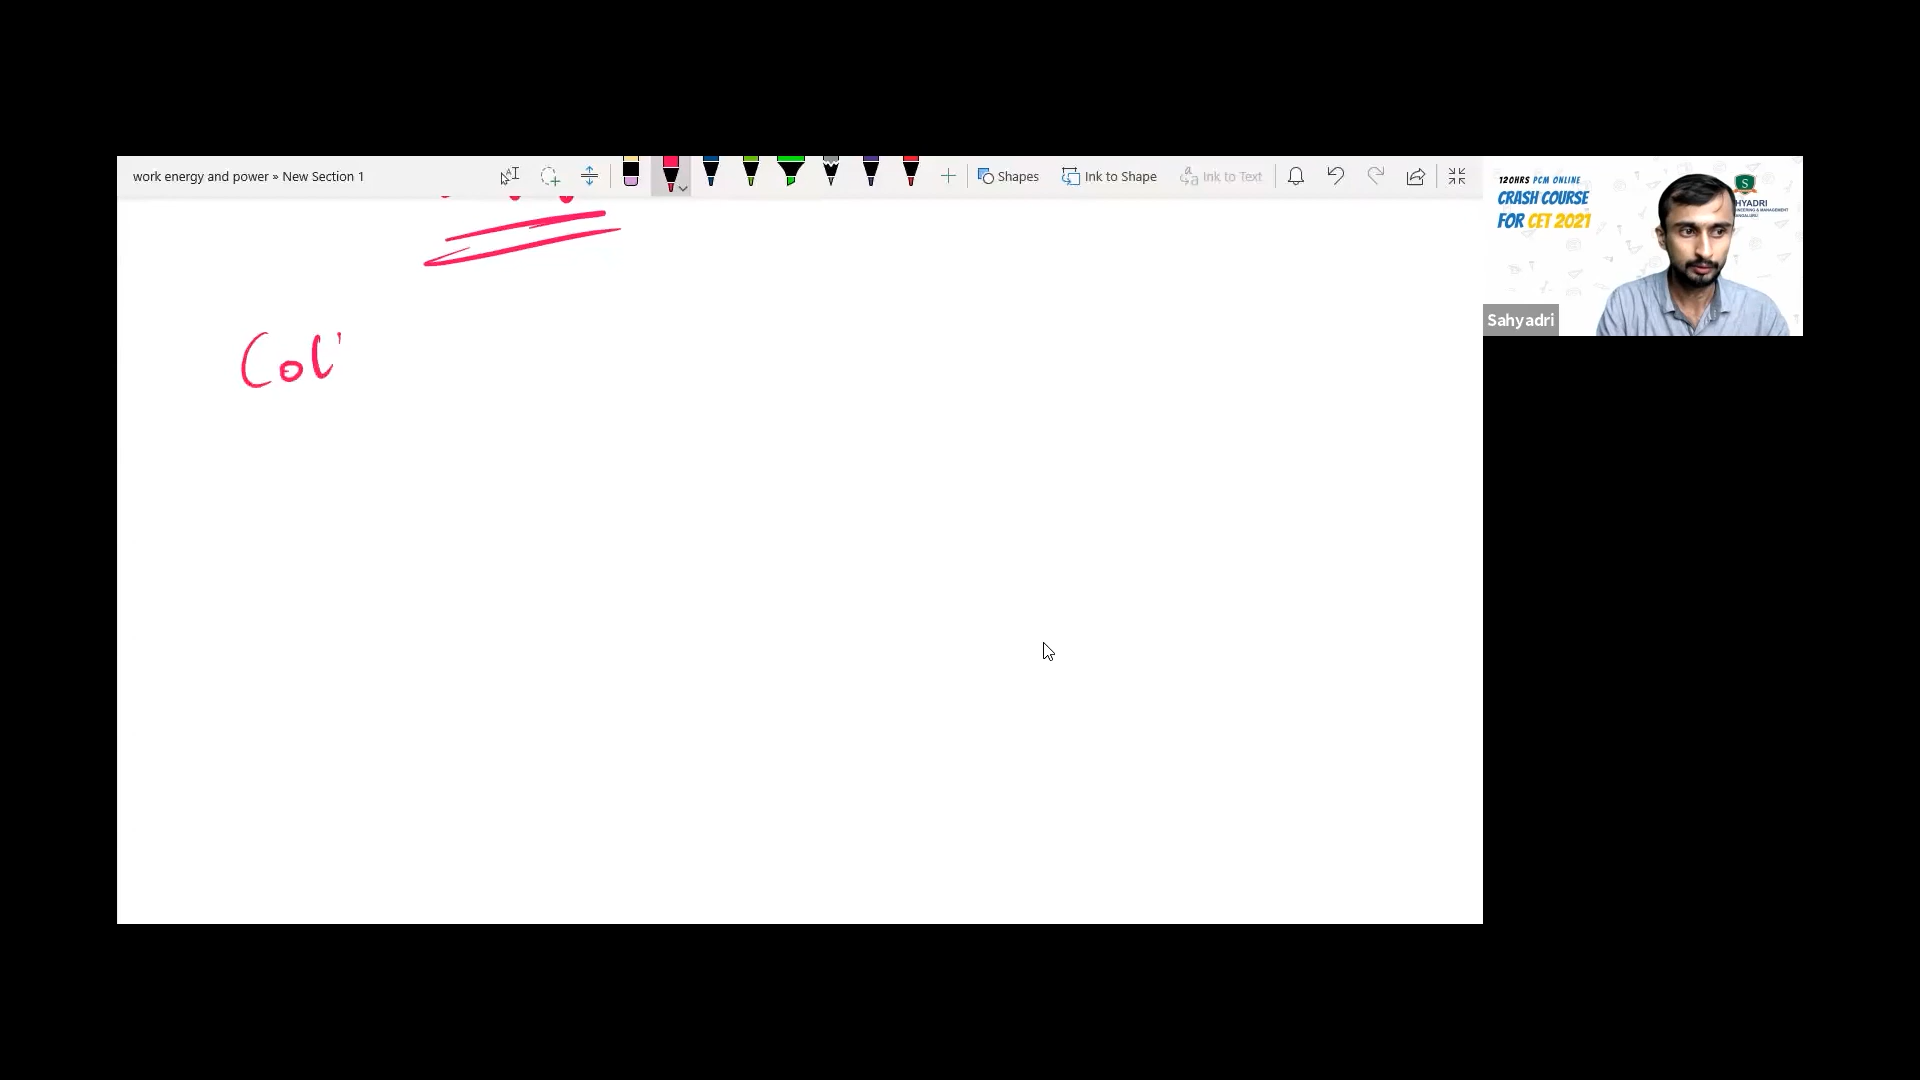 work energy and power » New Section 1
Shapes
Ink to Shape
Ink to Text
120HRS PCM ONLINE
CRASH COURSE
FOR CET 2021
S
HYADRI
Sahyadri
Col